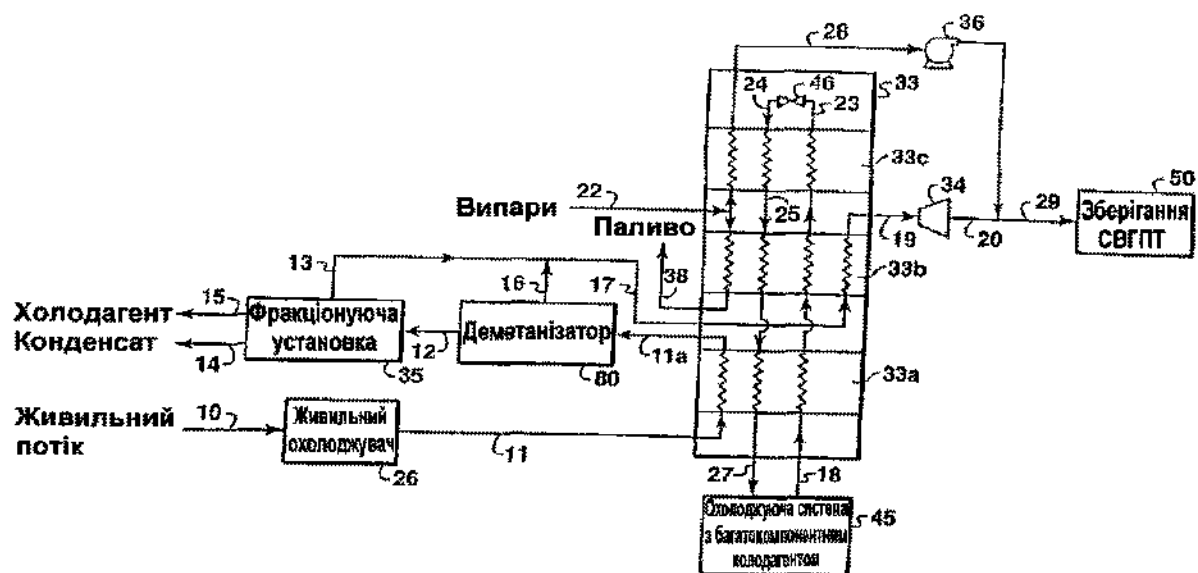 28
36
33
24
46
23
33c
34
50
22
Випари
25
29
Зберігання
СВГПТ
Паливо
19
20
13
38
33b
16
17
15
Холодагент
Фракціонуюча
установка
Деметанізатор
Конденсат
12
11a
14
35
80
33a
Живильний
потік
10
Живильний
охолоджувач
11
26
27
18
Охолоджуюча система
з багатокомпонентним
холодагентом
45